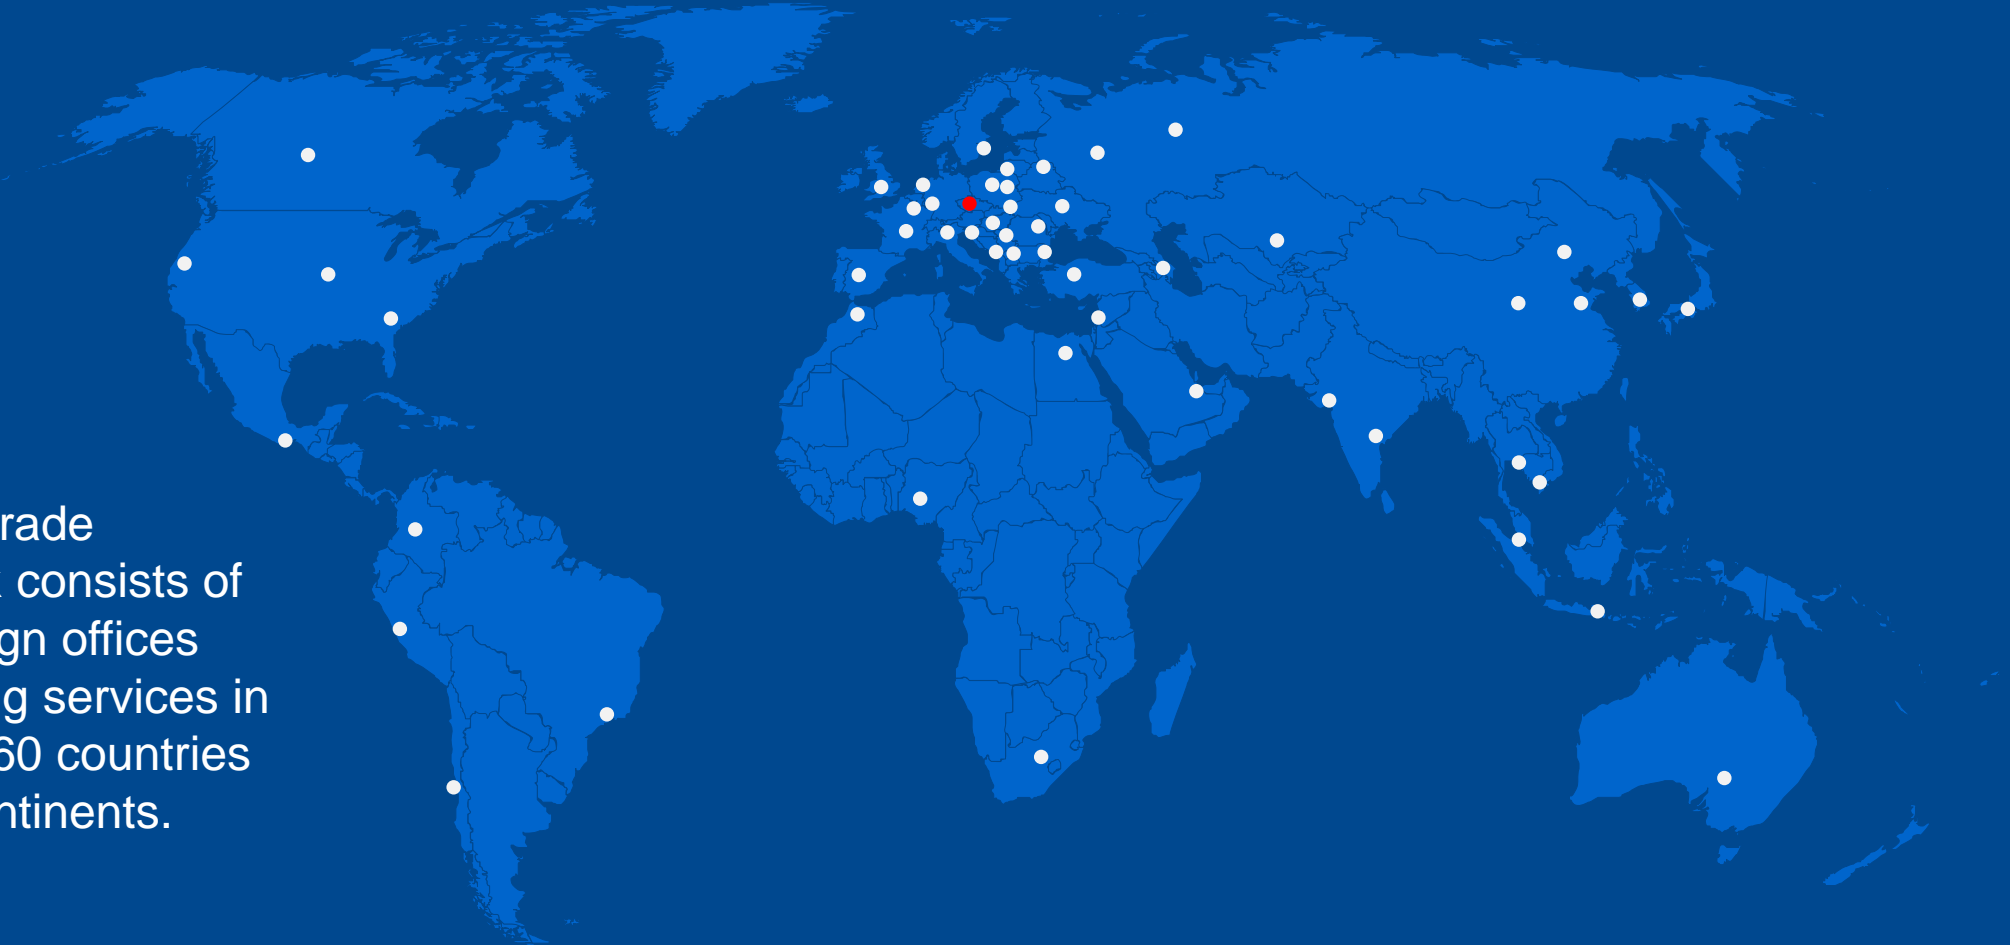 rade
consists of
gn offices
g services in
60 countries
ntinents.